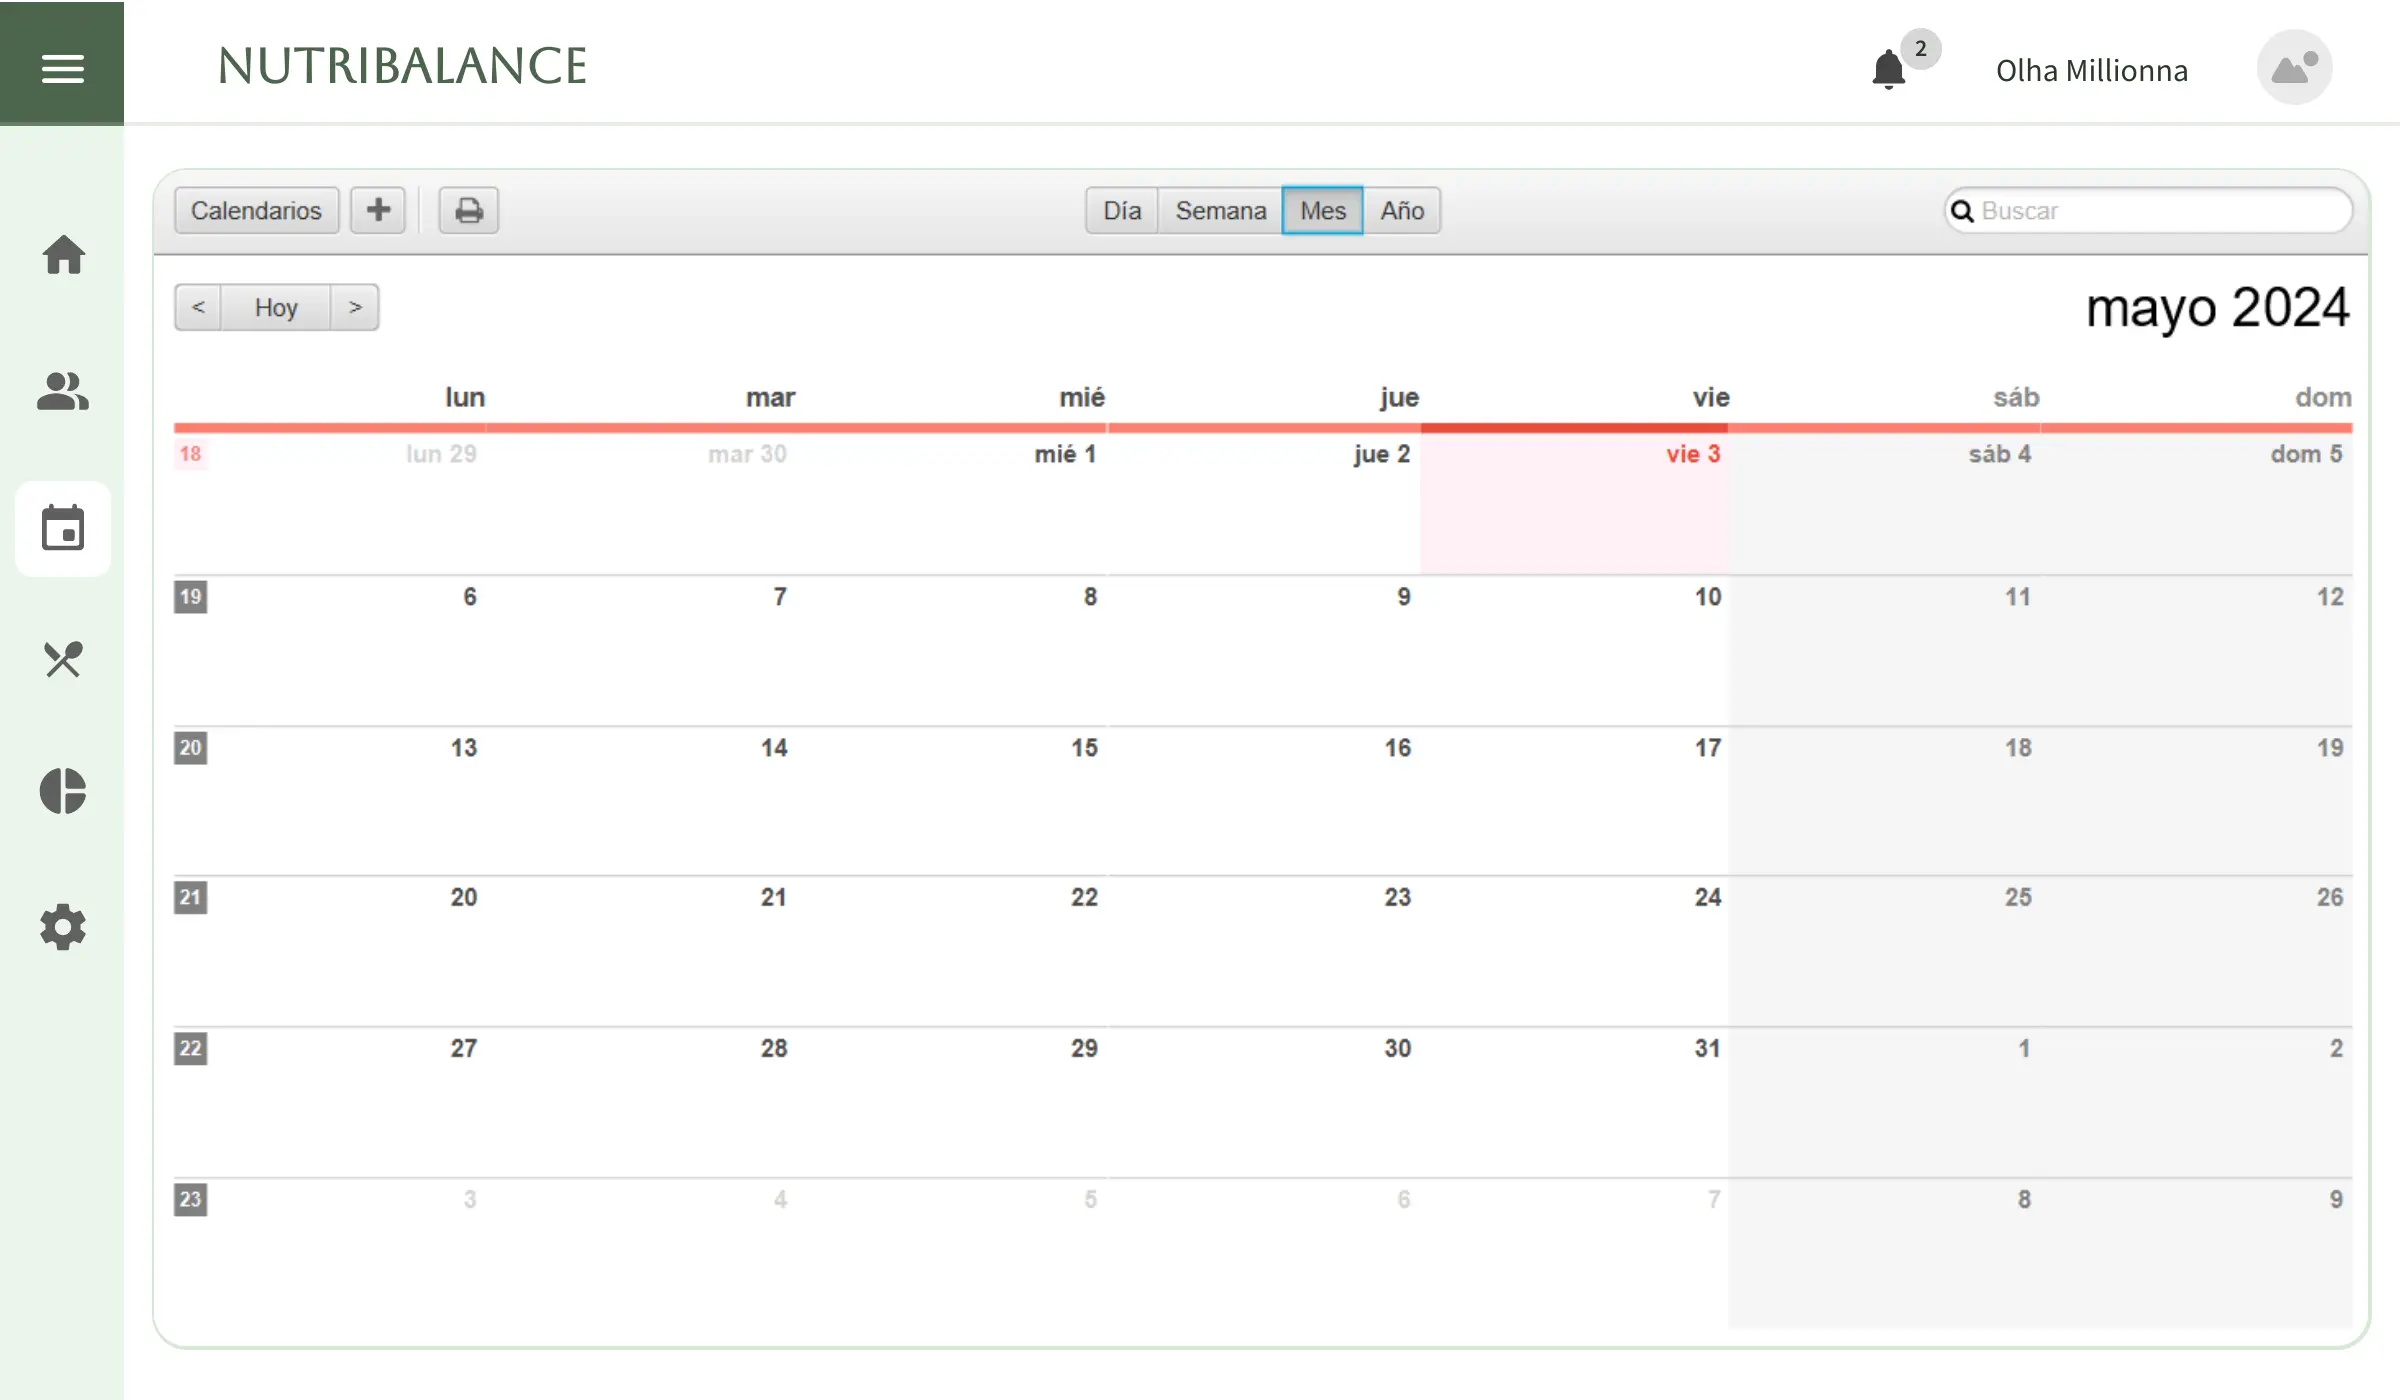 NUTRIBALANCE
2
Olha Millionna
Calendarios
Día Semana Mes Año
Buscar
< Hoy >
mayo 2024
lun mar mié jue vie sáb dom
18 lun 29 mar 30 mié 1 jue 2 vie 3 sáb 4 dom 5
19 6 7 8 9 10 11 12
20 13 14 15 16 17 18 19
21 20 21 22 23 24 25 26
22 27 28 29 30 31 1 2
23 3 4 5 6 7 8 9